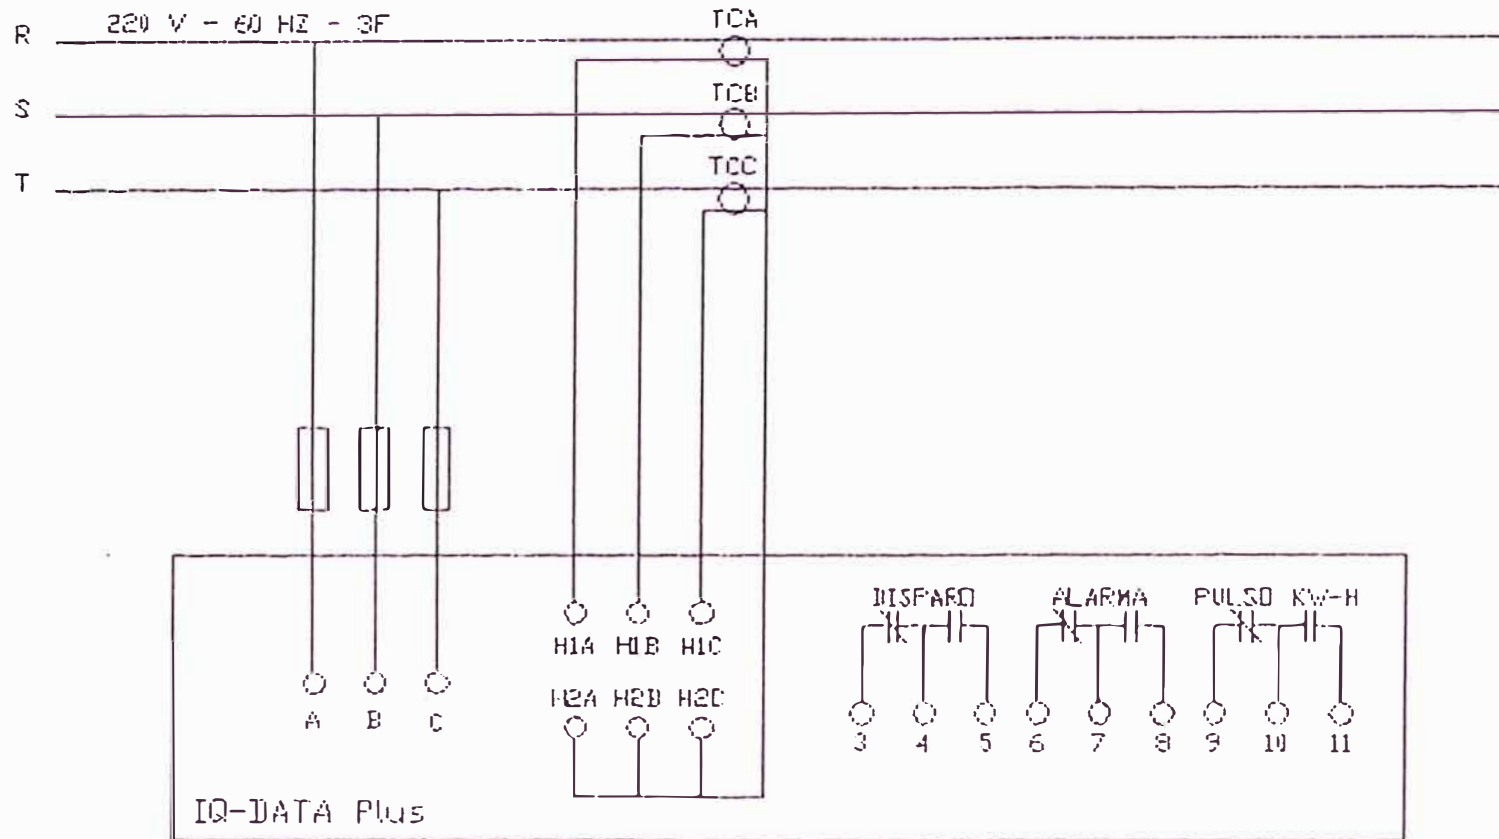 220 V - 60 HZ - 3F
R
TCA
S
TCB
T
TCC
DISPARO ALARMA PULSO KW-H
H1A H1B H1C
H2A H2B H2C
A B C
3 4 5 6 7 8 9 10 11
IQ-DATA Plus